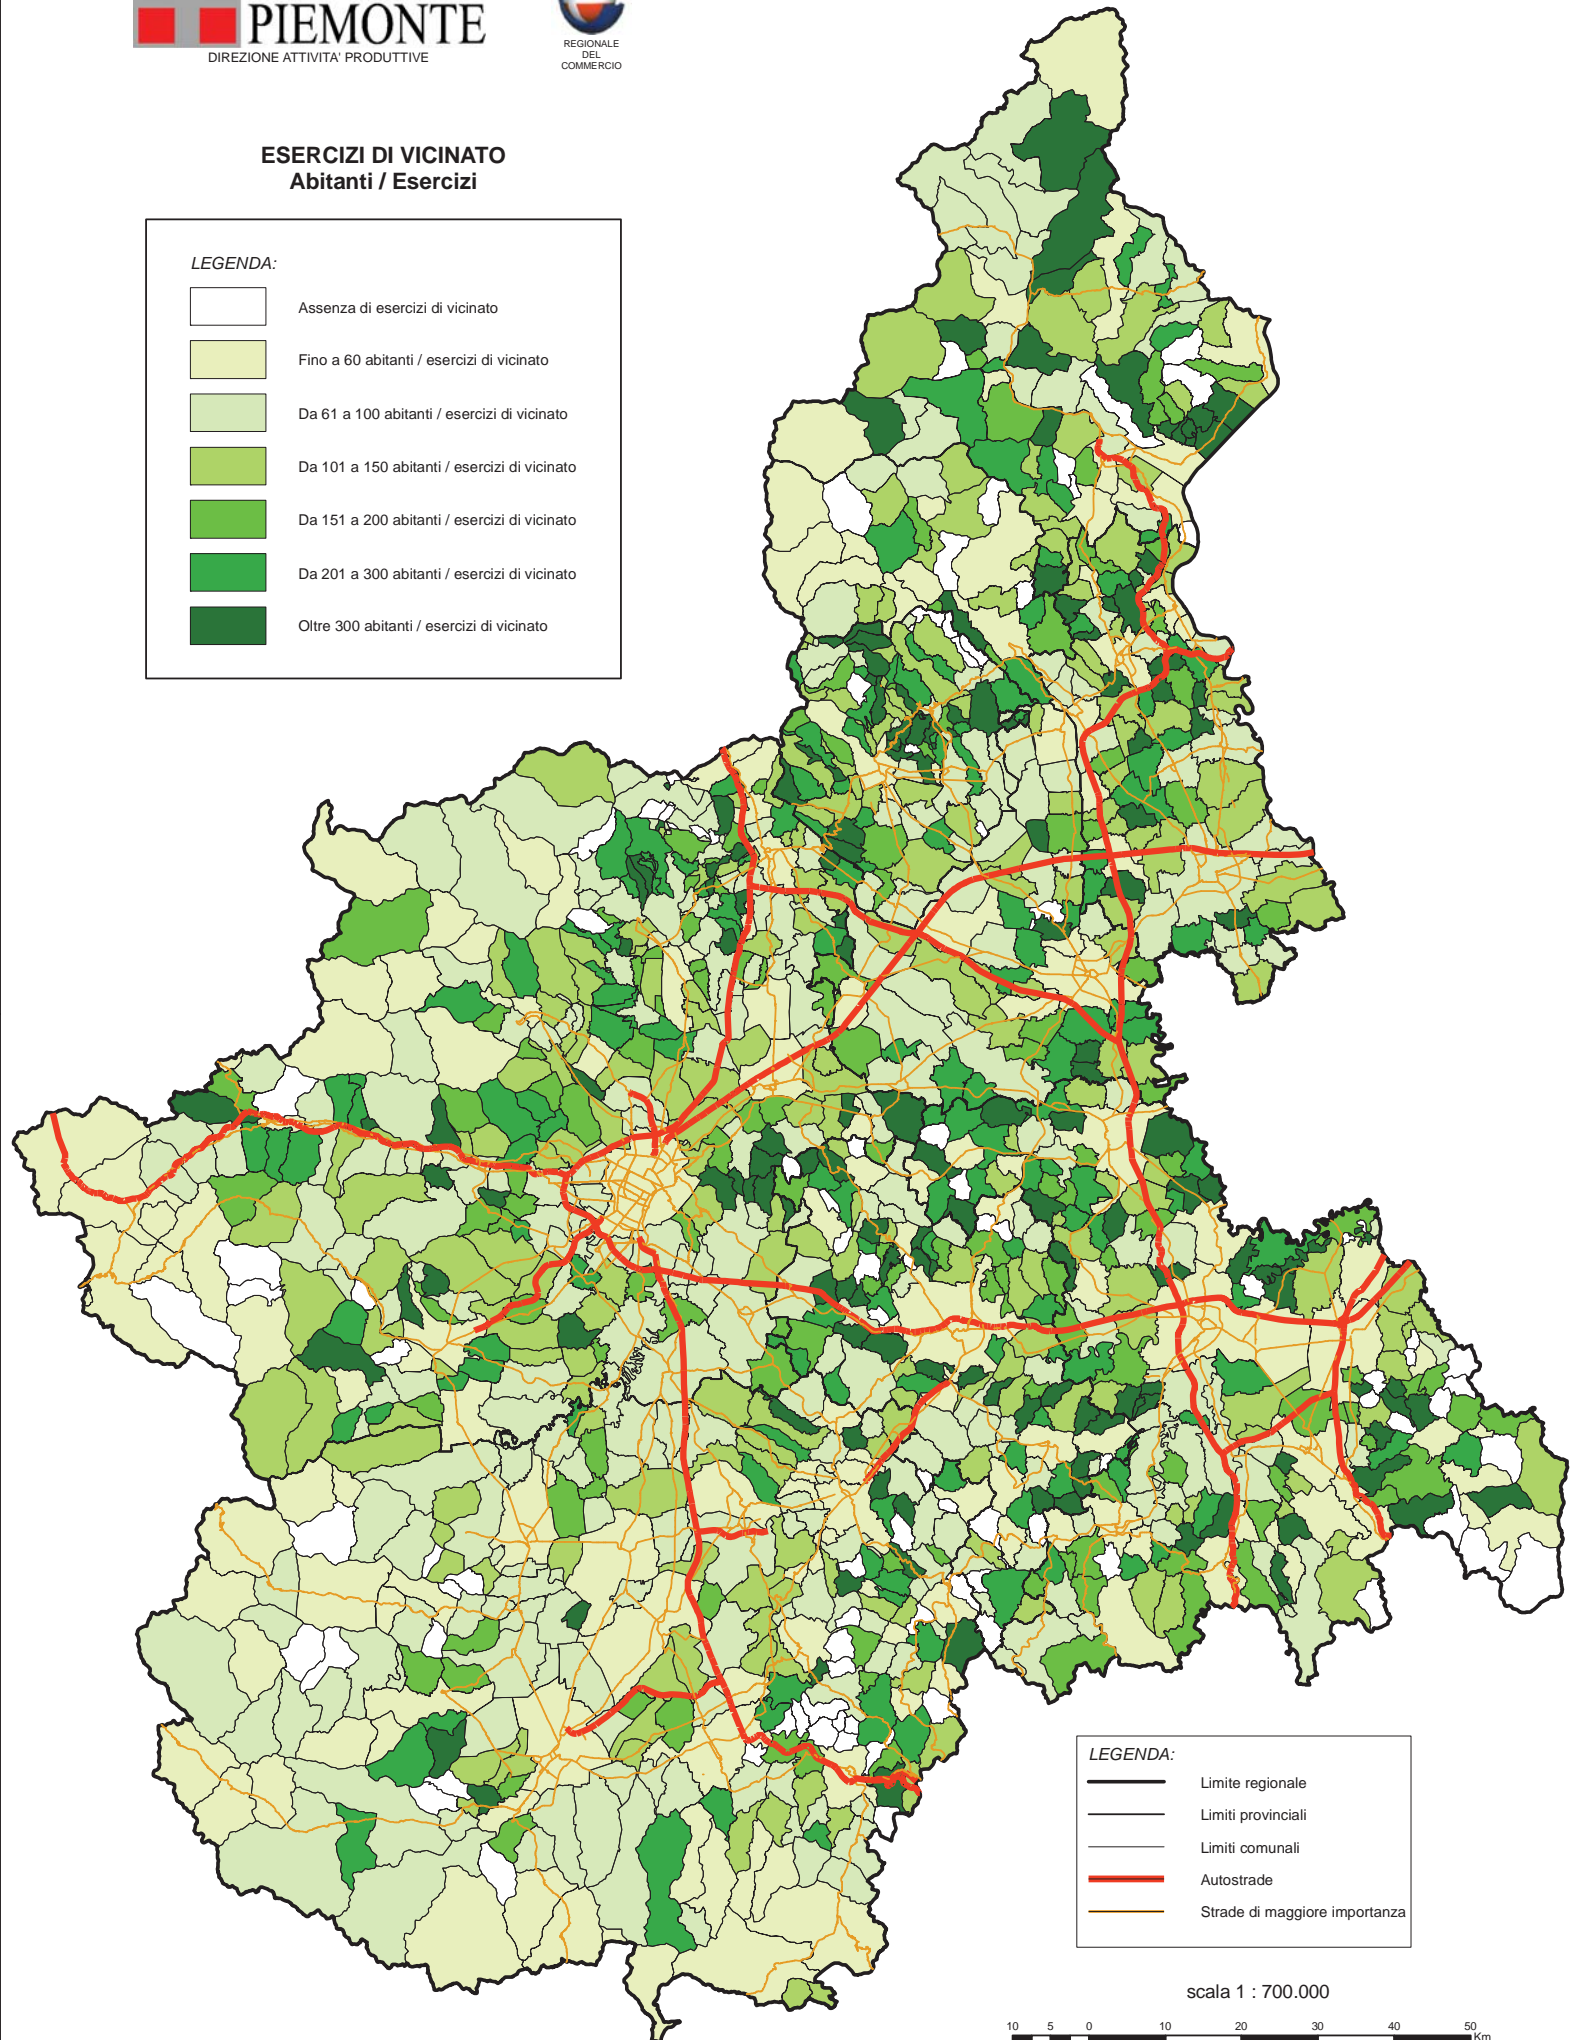 PIEMONTE
DIREZIONE ATTIVITA' PRODUTTIVE
REGIONALE
DEL
COMMERCIO
ESERCIZI DI VICINATO
Abitanti / Esercizi
LEGENDA:
Assenza di esercizi di vicinato
Fino a 60 abitanti / esercizi di vicinato
Da 61 a 100 abitanti / esercizi di vicinato
Da 101 a 150 abitanti / esercizi di vicinato
Da 151 a 200 abitanti / esercizi di vicinato
Da 201 a 300 abitanti / esercizi di vicinato
Oltre 300 abitanti / esercizi di vicinato
LEGENDA:
Limite regionale
Limiti provinciali
Limiti comunali
Autostrade
Strade di maggiore importanza
scala 1 : 700.000
10 5 0 10 20 30 40 50
Km